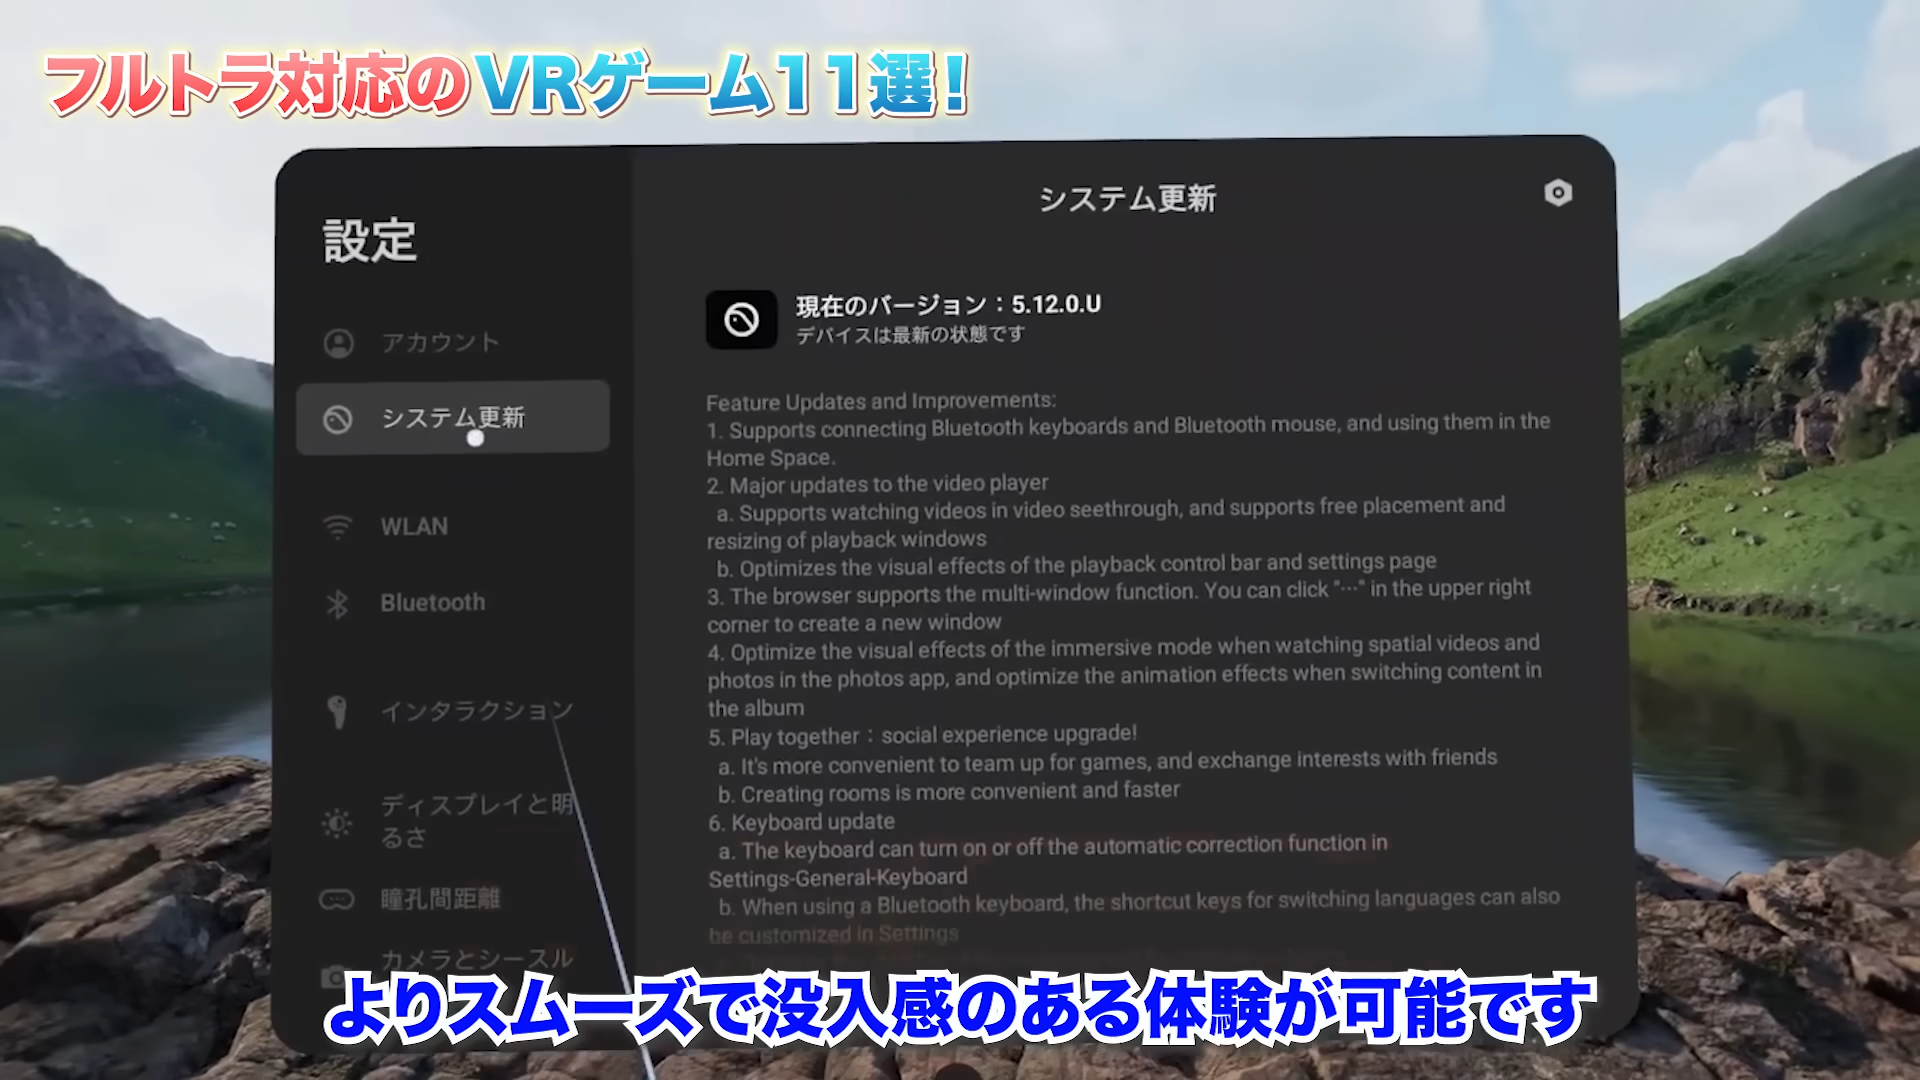 フルトラ対応のVRゲーム11選!
設定
アカウント
システム更新
WLAN
Bluetooth
インタラクション
ディスプレイと明
るさ
瞳孔間距離
カメラとシースル
システム更新
現在のバージョン:5.12.0.U
デバイスは最新の状態です
Feature Updates and Improvements:
1. Supports connecting Bluetooth keyboards and Bluetooth mouse, and using them in the
Home Space.
2. Major updates to the video player
a. Supports watching videos in video seethrough, and supports free placement and
resizing of playback windows
b. Optimizes the visual effects of the playback control bar and settings page
3. The browser supports the multi-window function. You can click "···" in the upper right
corner to create a new window
4. Optimize the visual effects of the immersive mode when watching spatial videos and
photos in the photos app, and optimize the animation effects when switching content in
the album
5. Play together:social experience upgrade!
a. It's more convenient to team up for games, and exchange interests with friends
b. Creating rooms is more convenient and faster
6. Keyboard update
a. The keyboard can turn on or off the automatic correction function in
Settings-General-Keyboard
b. When using a Bluetooth keyboard, the shortcut keys for switching languages can also
be customized in Settings
よりスムーズで没入感のある体験が可能です